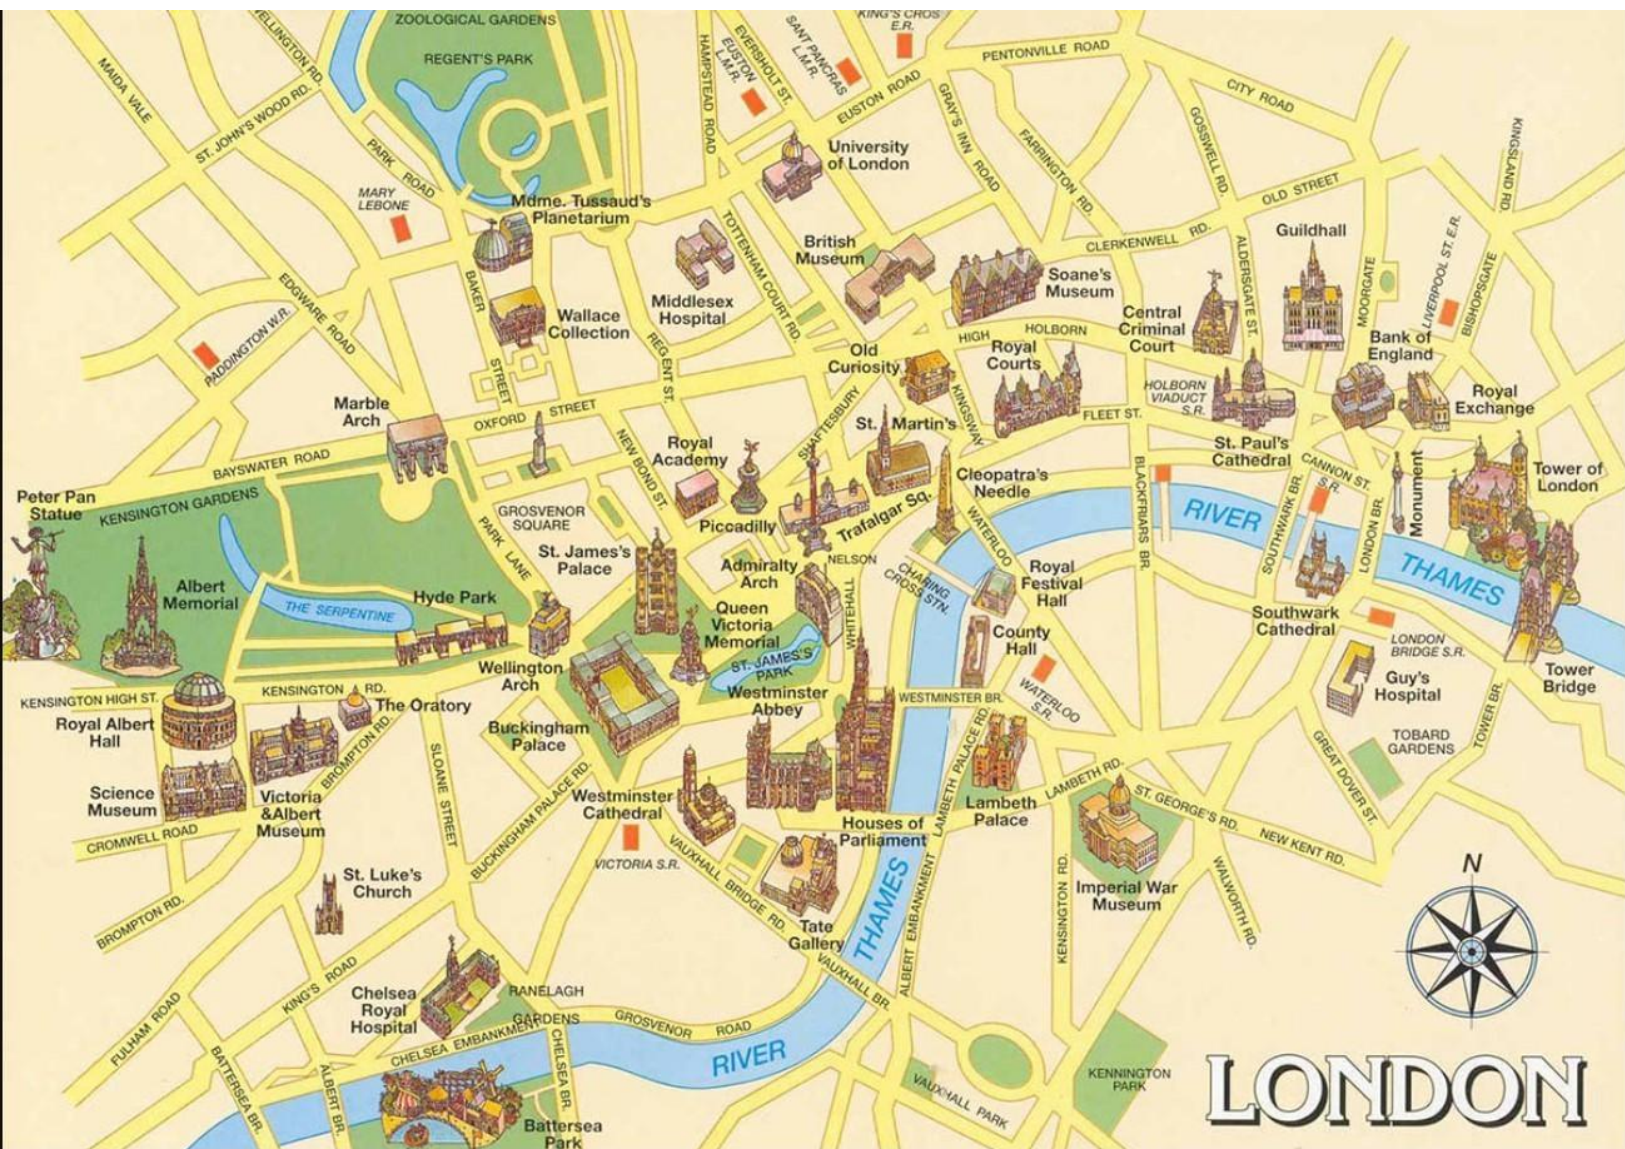 ZOOLOGICAL GARDENS
REGENT'S PARK
WELLINGTON RD.
MAIDA VALE
ST. JOHN'S WOOD RD.
PARK
ROAD
MARY
LEBONE
HAMPSTEAD ROAD
EVERSHOLT ST.
EUSTON
L.M.R.
SANT PANCRAS
L.M.R.
KING'S CROS
E.R.
EUSTON ROAD
PENTONVILLE ROAD
CITY ROAD
GRAY'S INN ROAD
FARRINGTON RD.
GOSSWELL RD.
OLD STREET
KINGSLAND RD.
University
of London
Mdme. Tussaud's
Planetarium
BAKER
STREET
Wallace
Collection
Middlesex
Hospital
TOTTENHAM COURT RD.
REGENT ST.
British
Museum
Soane's
Museum
CLERKENWELL RD.
ALDERSGATE ST.
Guildhall
MOORGATE
LIVERPOOL ST. E.R.
BISHOPSGATE
EDGWARE ROAD
PADDINGTON W.R.
Central
Criminal
Court
HIGH HOLBORN
Royal
Courts
Old
Curiosity
KINGSWAY
Bank of
England
Royal
Exchange
HOLBORN
VIADUCT
S.R.
FLEET ST.
St. Paul's
Cathedral
CANNON ST.
S.R.
Marble
Arch
OXFORD STREET
BAYSWATER ROAD
NEW BOND ST.
Royal
Academy
SHAFTESBURY
St. Martin's
Piccadilly
Trafalgar Sq.
Cleopatra's
Needle
WATERLOO
BLACKFRIARS BR.
RIVER
SOUTHWARK BR.
LONDON BR.
Monument
Tower of
London
THAMES
Peter Pan
Statue
KENSINGTON GARDENS
GROSVENOR
SQUARE
PARK LANE
St. James's
Palace
Admiralty
Arch
NELSON
CHARING
CROSS STN.
WHITEHALL
Royal
Festival
Hall
Albert
Memorial
THE SERPENTINE
Hyde Park
Queen
Victoria
Memorial
ST. JAMES'S
PARK
County
Hall
WATERLOO
S.R.
Southwark
Cathedral
LONDON
BRIDGE S.R.
Guy's
Hospital
Tower
Bridge
TOWER BR.
Wellington
Arch
Westminster
Abbey
WESTMINSTER BR.
KENSINGTON HIGH ST.
KENSINGTON RD.
The Oratory
Royal Albert
Hall
Buckingham
Palace
BROMPTON RD.
SLOANE STREET
BUCKINGHAM PALACE RD.
Science
Museum
Victoria
&Albert
Museum
CROMWELL ROAD
Westminster
Cathedral
VICTORIA S.R.
VAUXHALL BRIDGE RD.
Houses of
Parliament
LAMBETH PALACE RD.
Lambeth
Palace
LAMBETH RD.
ST. GEORGE'S RD.
NEW KENT RD.
GREAT DOVER ST.
TOBARD
GARDENS
Imperial War
Museum
KENSINGTON RD.
WALWORTH RD.
St. Luke's
Church
BROMPTON RD.
KING'S ROAD
FULHAM ROAD
Tate
Gallery
THAMES
ALBERT EMBANKMENT
VAUXHALL BR.
Chelsea
Royal
Hospital
RANELAGH
GARDENS
CHELSEA EMBANKMENT
GROSVENOR ROAD
RIVER
BATTERSEA BR.
ALBERT BR.
CHELSEA BR.
Battersea
Park
VAUXHALL PARK
KENNINGTON
PARK
N
LONDON